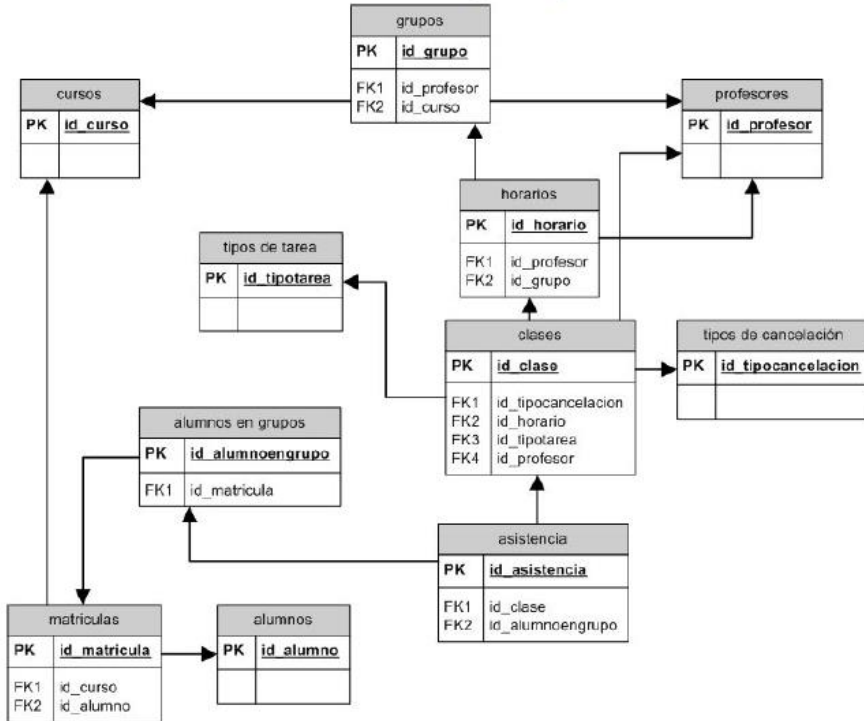 grupos
PK id_grupo
FK1 id_profesor
FK2 id_curso
cursos
PK id_curso
profesores
PK id_profesor
horarios
PK id_horario
FK1 id_profesor
FK2 id_grupo
tipos de tarea
PK id_tipotarea
clases
PK id_clase
FK1 id_tipocancelacion
FK2 id_horario
FK3 id_tipotarea
FK4 id_profesor
tipos de cancelación
PK id_tipocancelacion
alumnos en grupos
PK id_alumnoengrupo
FK1 id_matricula
asistencia
PK id_asistencia
FK1 id_clase
FK2 id_alumnoengrupo
matriculas
PK id_matricula
FK1 id_curso
FK2 id_alumno
alumnos
PK id_alumno